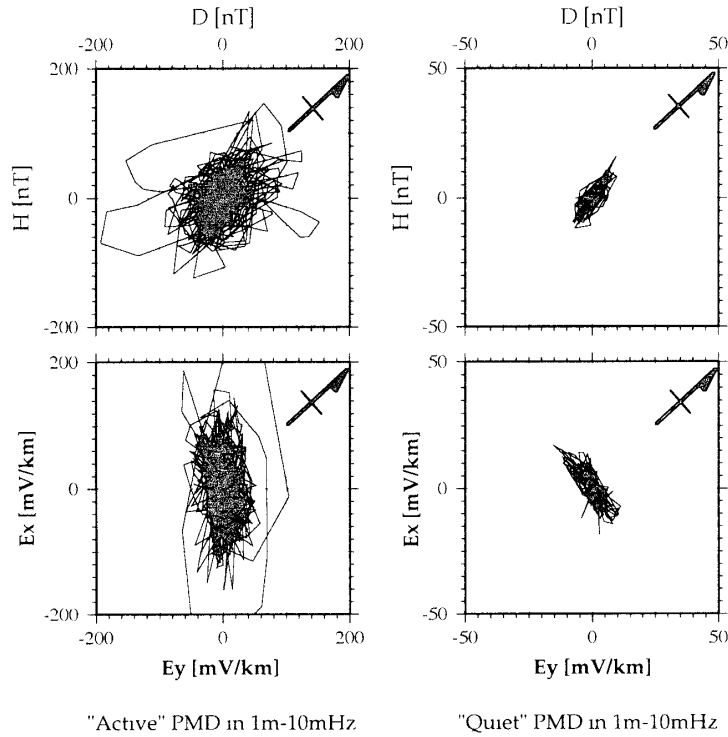 D [nT] D [nT]
-200 0 200 -50 0 50
200 50
H [nT] 0 H [nT] 0
-200 -50
200 50
Ex [mV/km] 0 Ex [mV/km] 0
-200 -50
-200 0 200 -50 0 50
Ey [mV/km] Ey [mV/km]
"Active" PMD in 1m-10mHz "Quiet" PMD in 1m-10mHz